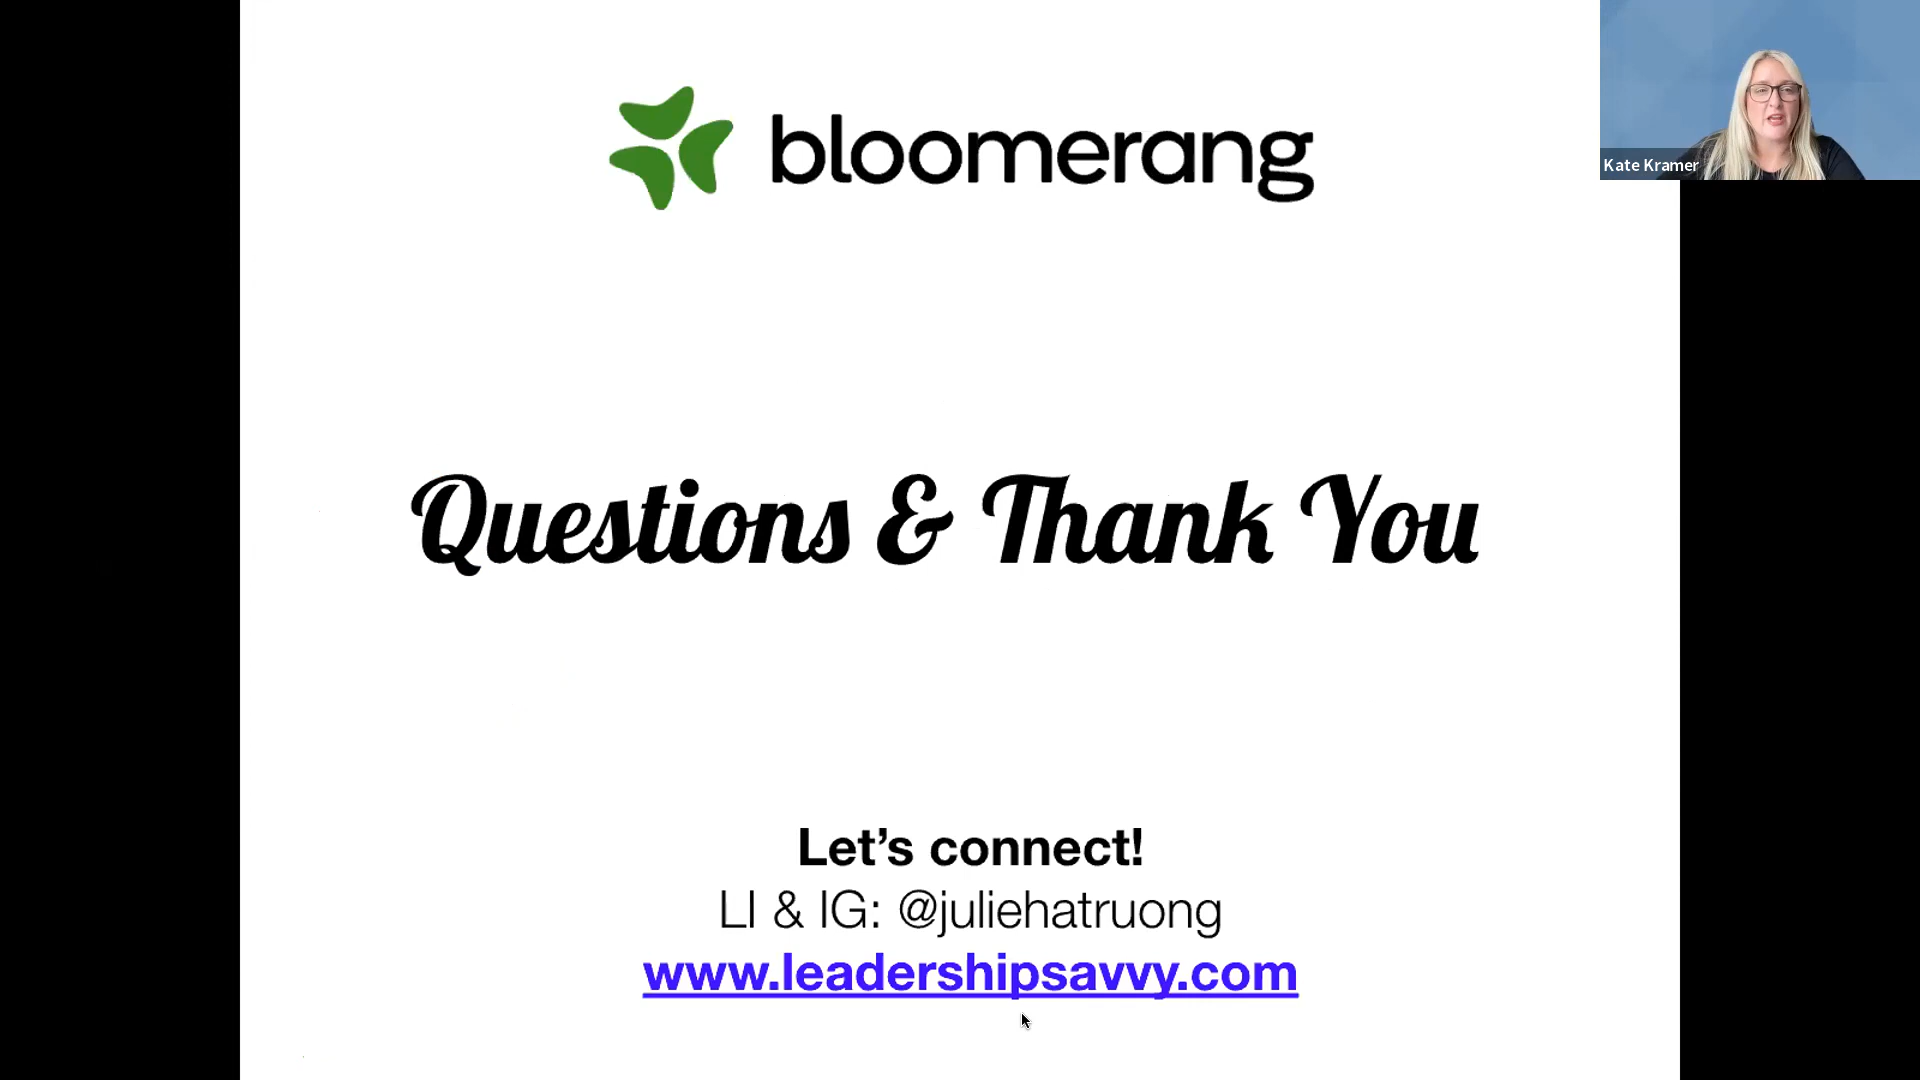 bloomerang
Kate Kramer
Questions & Thank You
Let’s connect!
LI & IG: @juliehatruong
www.leadershipsavvy.com